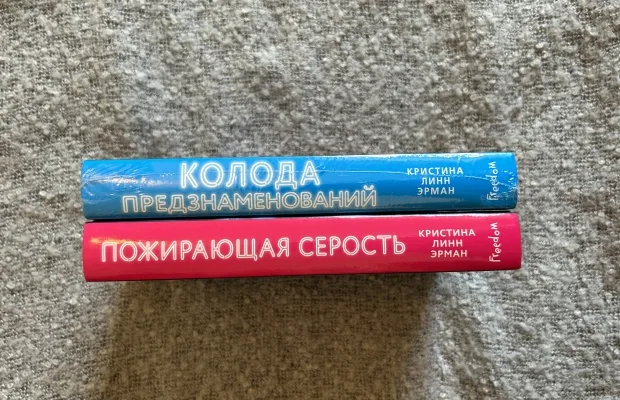 КОЛОДА
ПРЕДЗНАМЕНОВАНИЙ
КРИСТИНА
ЛИНН
ЭРМАН
Freedom
ПОЖИРАЮЩАЯ СЕРОСТЬ
КРИСТИНА
ЛИНН
ЭРМАН
Freedom